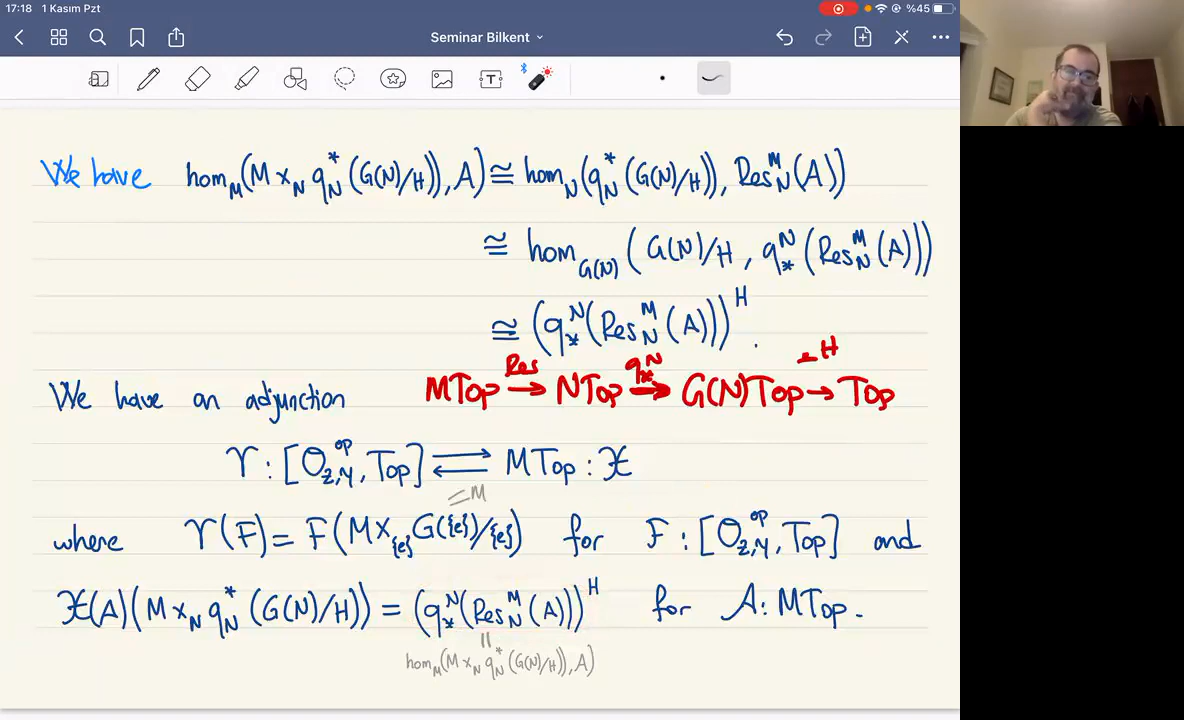 17:18 1 Kasım Pzt %45
Seminar Bilkent
We have hom_M(M ×_N q_N^*(G(N)/H)), A) ≅ hom_N(q_N^*(G(N)/H)), Res_N^M(A))
≅ hom_{G(N)}(G(N)/H, q_*^N(Res_N^M(A)))
≅ (q_*^N(Res_N^M(A)))^H.
We have an adjunction MTop →^{Res} NTop →^{q_*^N} G(N)Top →^{-^H} Top
Υ : [O_{Z,Y}^{op}, Top] ⇄ MTop : ℋ
≅M
where Υ(F) = F(M×_{{e}} G({e})/{e}) for F : [O_{Z,Y}^{op}, Top] and
ℋ(A)(M ×_N q_N^*(G(N)/H)) = (q_*^N(Res_N^M(A)))^H for A : MTop.
=
hom_M(M ×_N q_N^*(G(N)/H)), A)